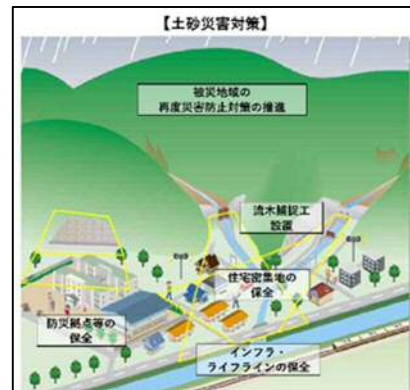 【土砂災害対策】
被災地域の
再度災害防止対策の推進
流木捕捉工
設置
住宅密集地の
保全
防災拠点等の
保全
インフラ・
ライフラインの保全